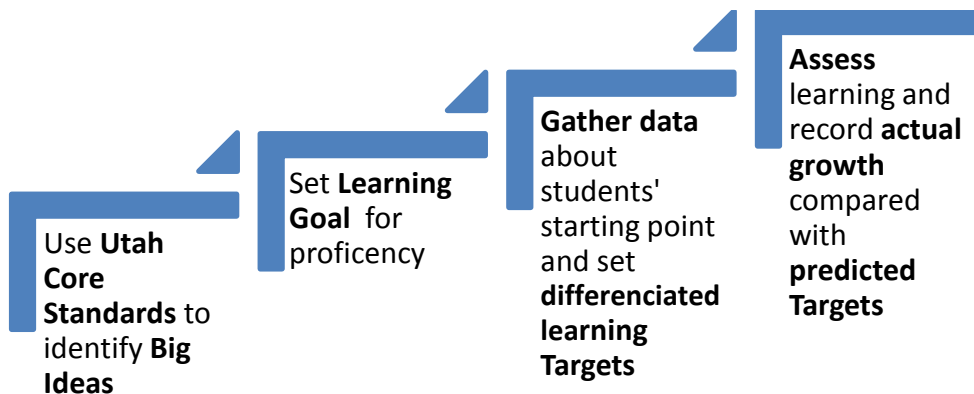 Use Utah
Core
Standards to
identify Big
Ideas
Set Learning
Goal for
proficency
Gather data
about
students'
starting point
and set
differenciated
learning
Targets
Assess
learning and
record actual
growth
compared
with
predicted
Targets